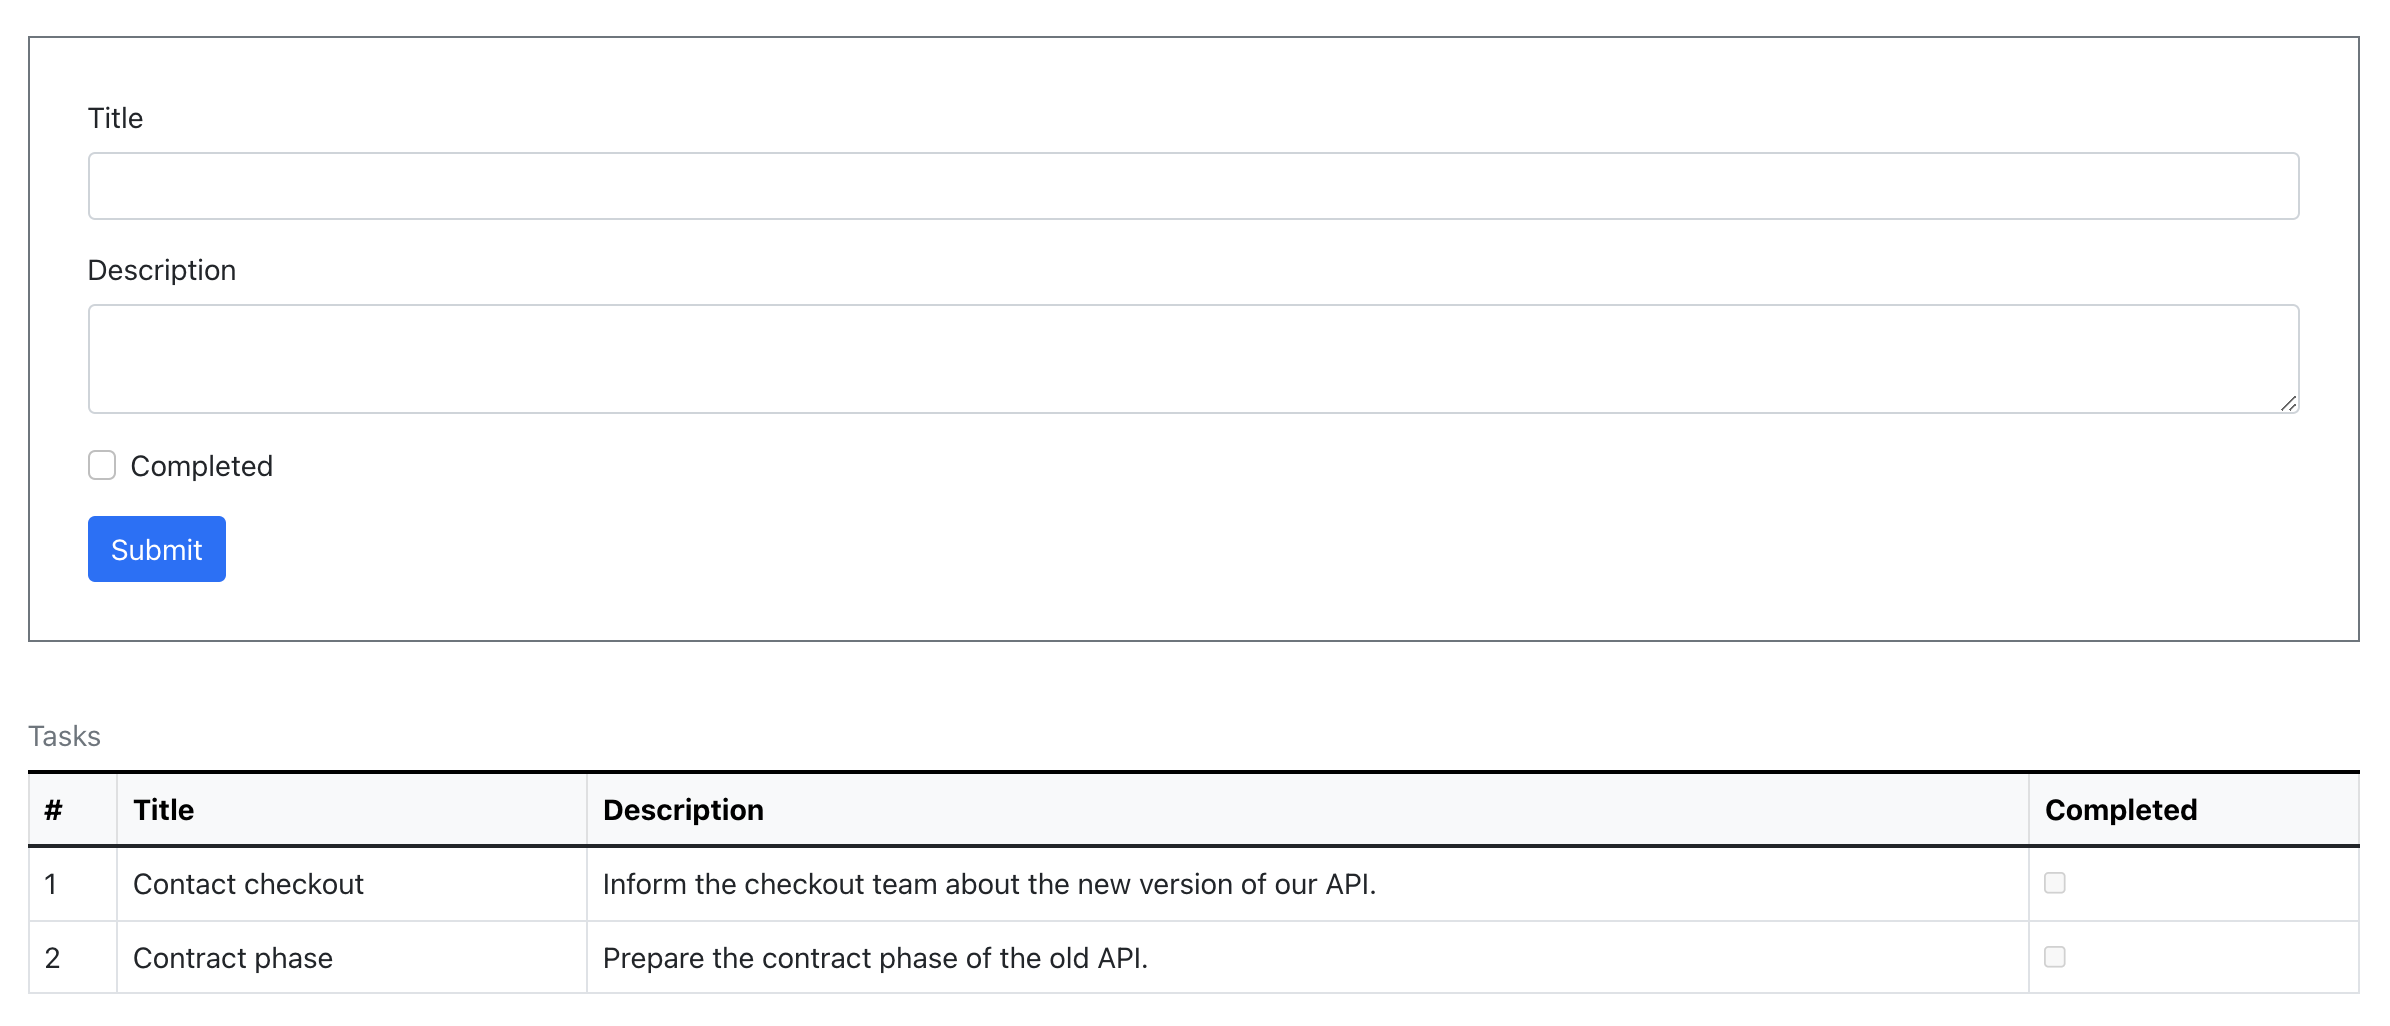 Title
Description
Completed
Submit
Tasks
# Title Description Completed
1 Contact checkout Inform the checkout team about the new version of our API.
2 Contract phase Prepare the contract phase of the old API.